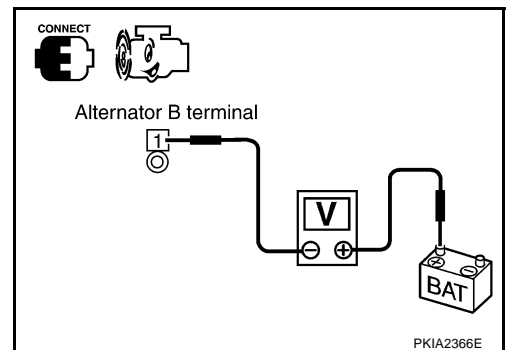 CONNECT
Alternator B terminal
1
V
− +
+ −
BAT
PKIA2366E